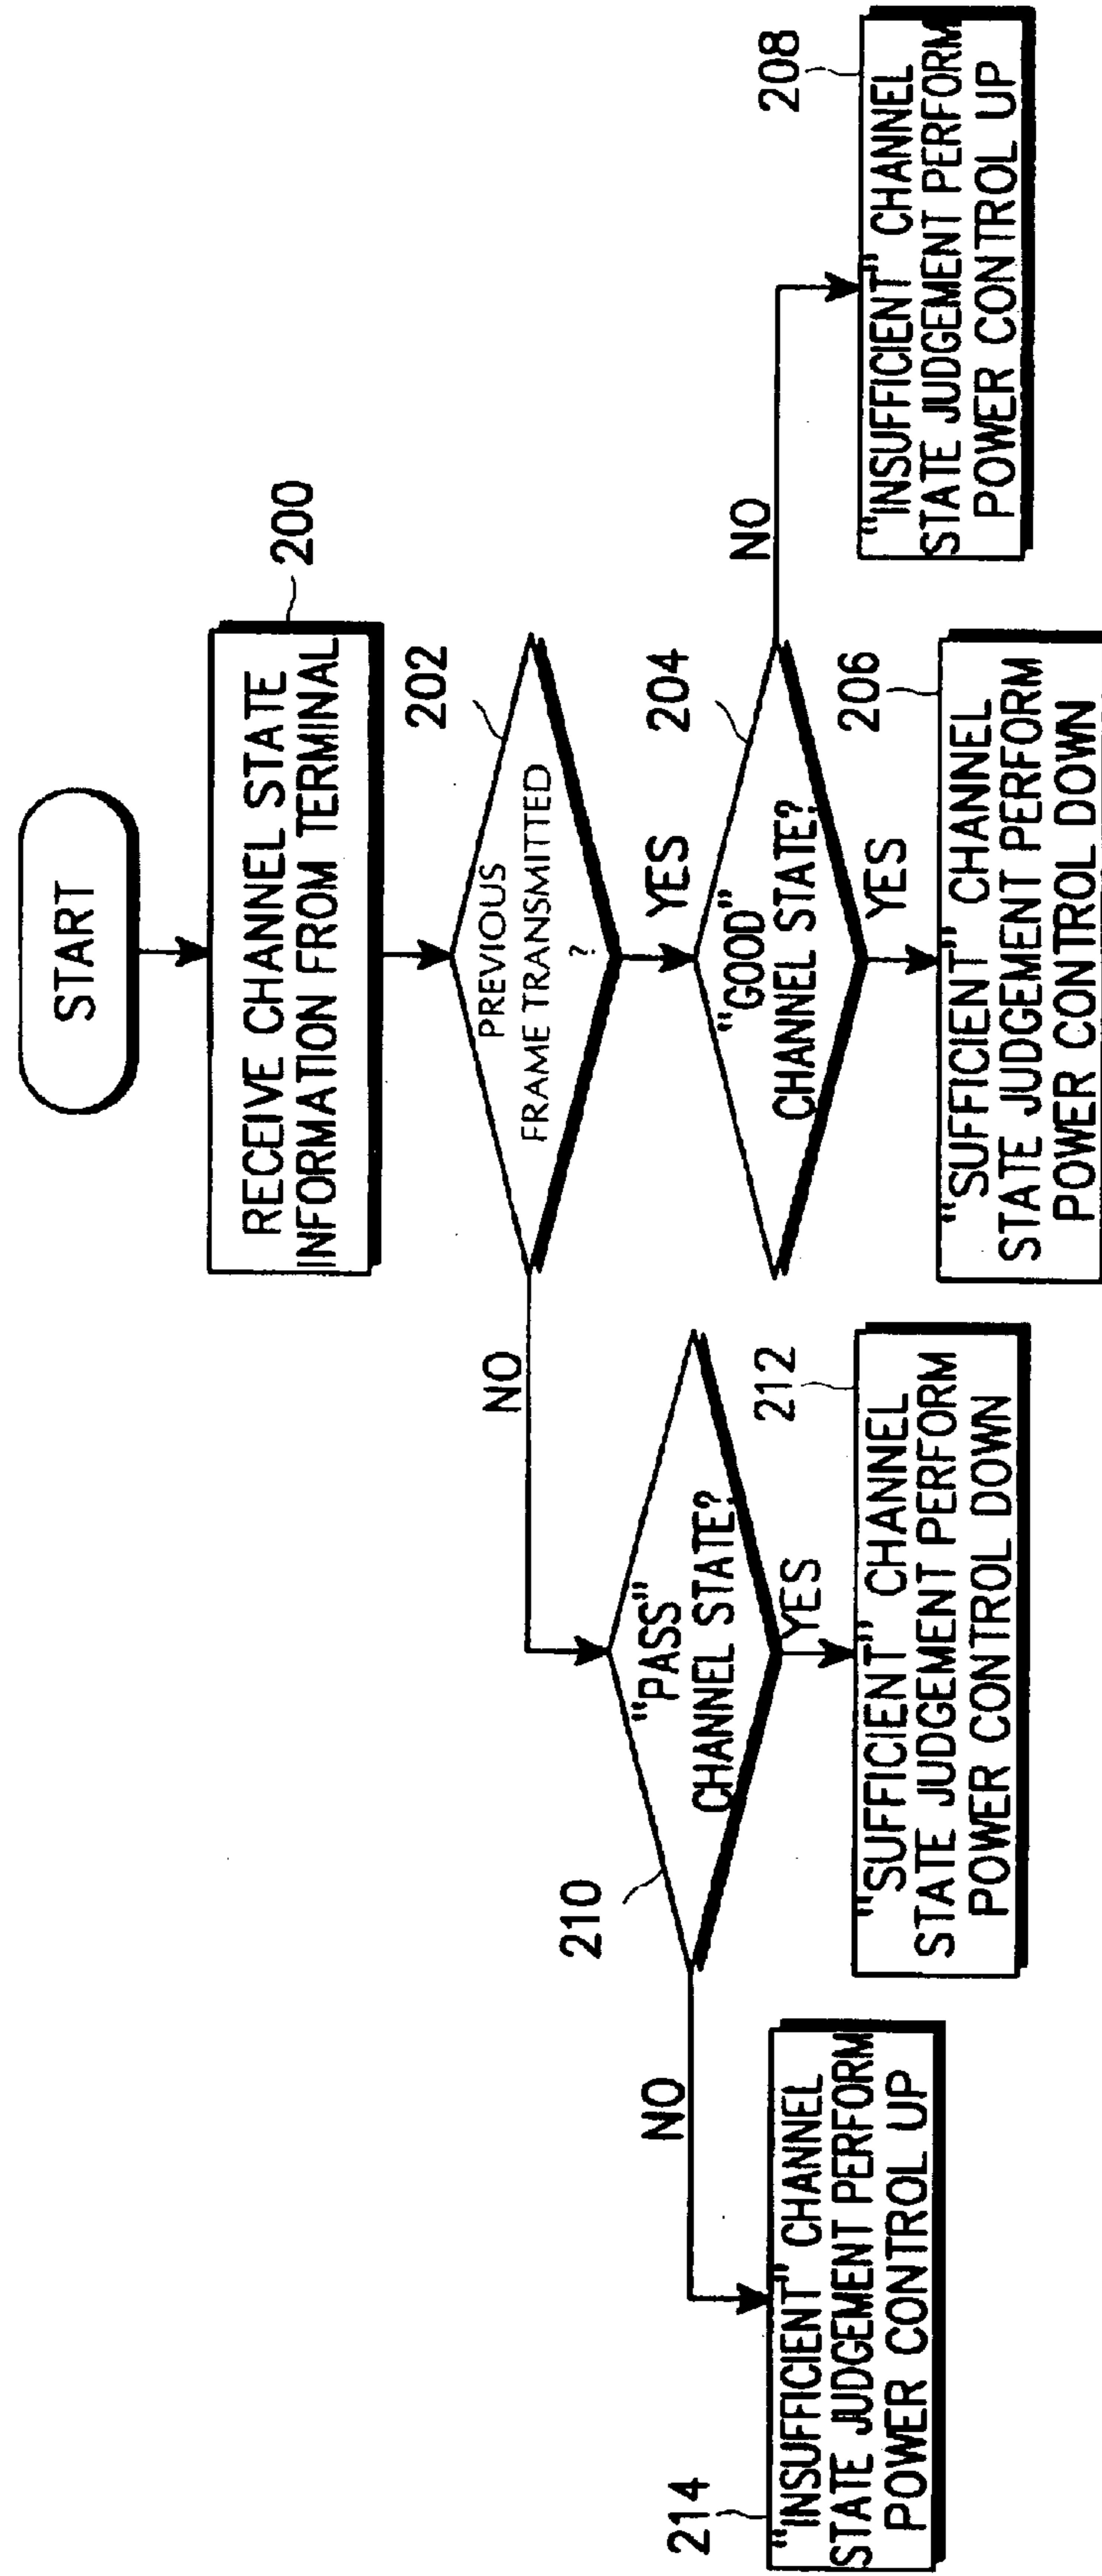 START
RECEIVE CHANNEL STATE
INFORMATION FROM TERMINAL
200
PREVIOUS
FRAME TRANSMITTED
?
202
NO
YES
"GOOD"
CHANNEL STATE?
204
NO
YES
"PASS"
CHANNEL STATE?
210
NO
YES
"INSUFFICIENT" CHANNEL
STATE JUDGEMENT PERFORM
POWER CONTROL UP
214
"SUFFICIENT" CHANNEL
STATE JUDGEMENT PERFORM
POWER CONTROL DOWN
212
"SUFFICIENT" CHANNEL
STATE JUDGEMENT PERFORM
POWER CONTROL DOWN
206
"INSUFFICIENT" CHANNEL
STATE JUDGEMENT PERFORM
POWER CONTROL UP
208